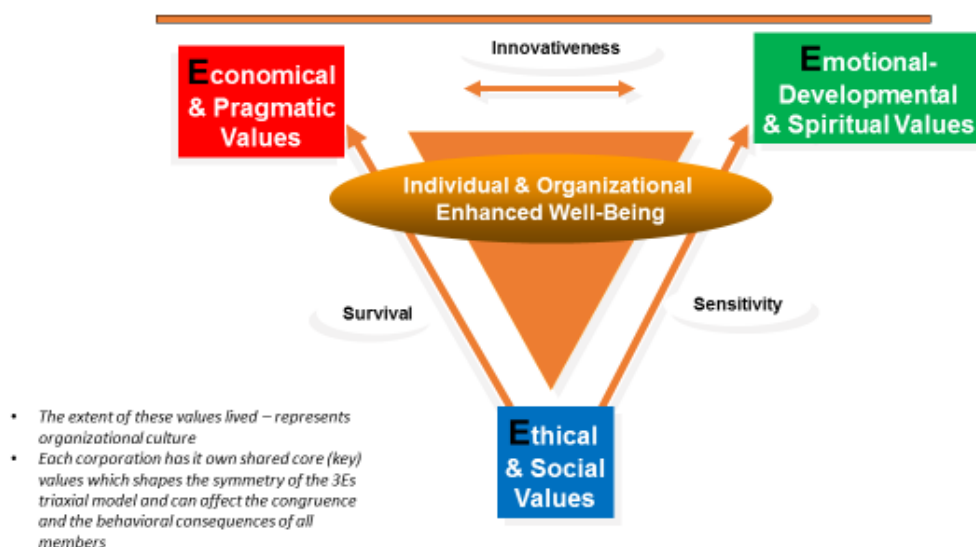 Innovativeness
Economical
& Pragmatic
Values
Emotional-
Developmental
& Spiritual Values
Individual & Organizational
Enhanced Well-Being
Survival
Sensitivity
Ethical
& Social
Values
• The extent of these values lived – represents
organizational culture
• Each corporation has it own shared core (key)
values which shapes the symmetry of the 3Es
triaxial model and can affect the congruence
and the behavioral consequences of all
members